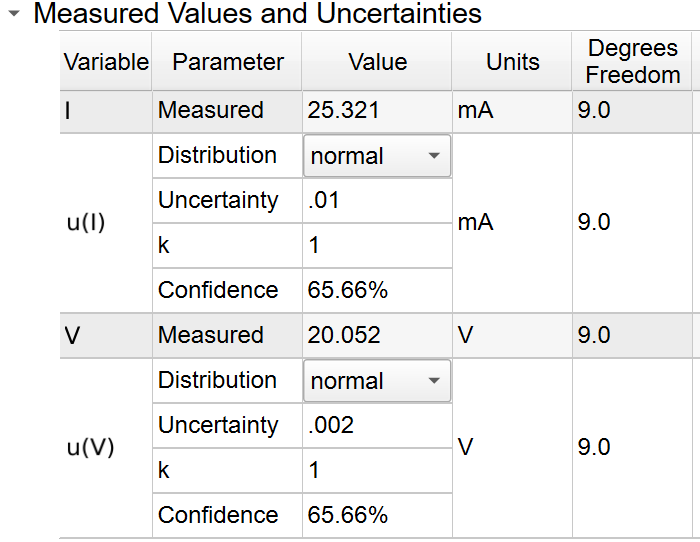 Measured Values and Uncertainties
Variable Parameter Value Units Degrees Freedom
I Measured 25.321 mA 9.0
u(I) Distribution normal mA 9.0
Uncertainty .01
k 1
Confidence 65.66%
V Measured 20.052 V 9.0
u(V) Distribution normal V 9.0
Uncertainty .002
k 1
Confidence 65.66%